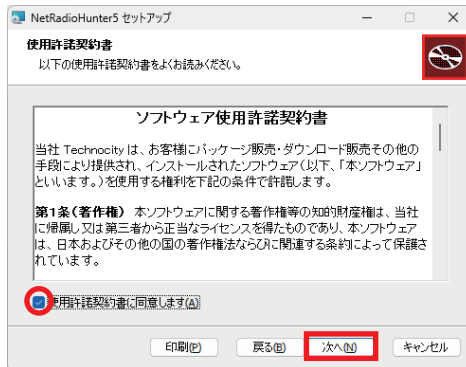 NetRadioHunter5 セットアップ
使用許諾契約書
以下の使用許諾契約書をよくお読みください。
ソフトウェア使用許諾契約書
当社 Technocity は、お客様にパッケージ販売・ダウンロード販売その他の
手段により提供され、インストールされたソフトウェア(以下、「本ソフトウェア」
といいます。)を使用する権利を下記の条件で許諾します。
第1条(著作権) 本ソフトウェアに関する著作権等の知的財産権は、当社
に帰属し又は第三者から正当なライセンスを得たものであり、本ソフトウェア
は、日本およびその他の国の著作権法ならびに関連する条約によって保護さ
れています。
使用許諾契約書に同意します(A)
印刷(P) 戻る(B) 次へ(N) キャンセル